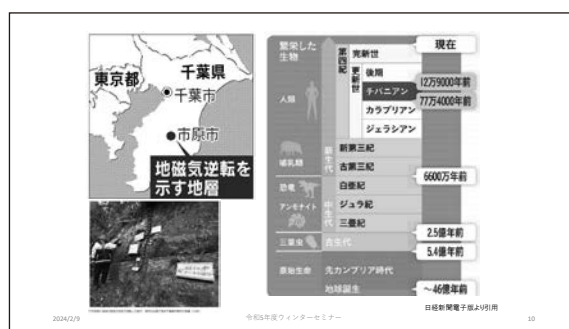 東京都
千葉県
千葉市
市原市
地磁気逆転を
示す地層
繁栄した
生物
人類
哺乳類
恐竜
アンモナイト
三葉虫
原始生命
新生代
中生代
古生代
先カンブリア時代
地球誕生
第四紀
更新世
完新世
後期
チバニアン
カラブリアン
ジェラシアン
新第三紀
古第三紀
白亜紀
ジュラ紀
三畳紀
現在
12万9000年前
77万4000年前
6600万年前
2.5億年前
5.4億年前
～46億年前
日経新聞電子版より引用
2024/2/9
令和5年度ウィンターセミナー
10